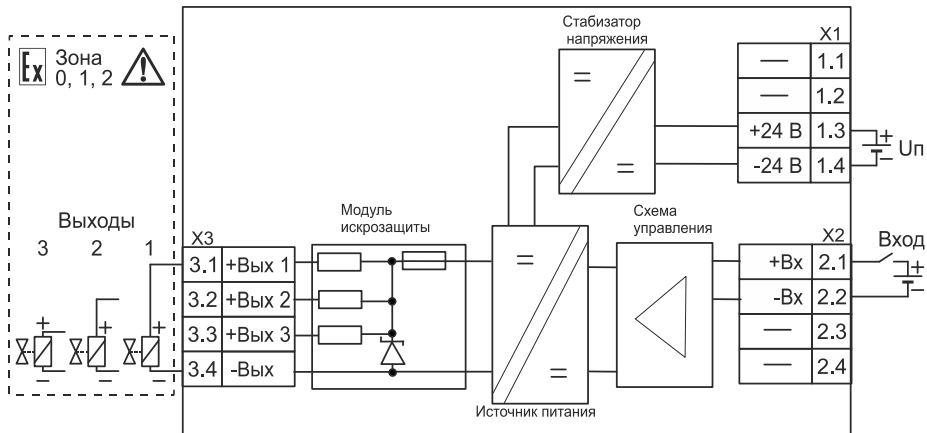 Стабизатор
напряжения
X1
— 1.1
— 1.2
+24 В 1.3
-24 В 1.4
+
–
Uп
Ex Зона
0, 1, 2
Выходы
3 2 1
X3
3.1 +Вых 1
3.2 +Вых 2
3.3 +Вых 3
3.4 -Вых
+ + +
– – –
Модуль
искрозащиты
Источник питания
Схема
управления
X2
+Вх 2.1
-Вх 2.2
— 2.3
— 2.4
Вход
+
–